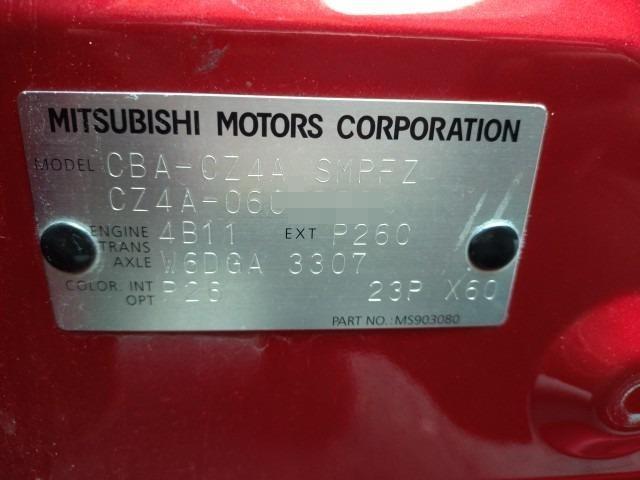 MITSUBISHI MOTORS CORPORATION
MODEL CBA-CZ4A SMPFZ
CZ4A-060
ENGINE 4B11 EXT P26C
TRANS AXLE W6DGA 3307
COLOR. INT P26 23P X60
OPT
PART NO.: MS903080